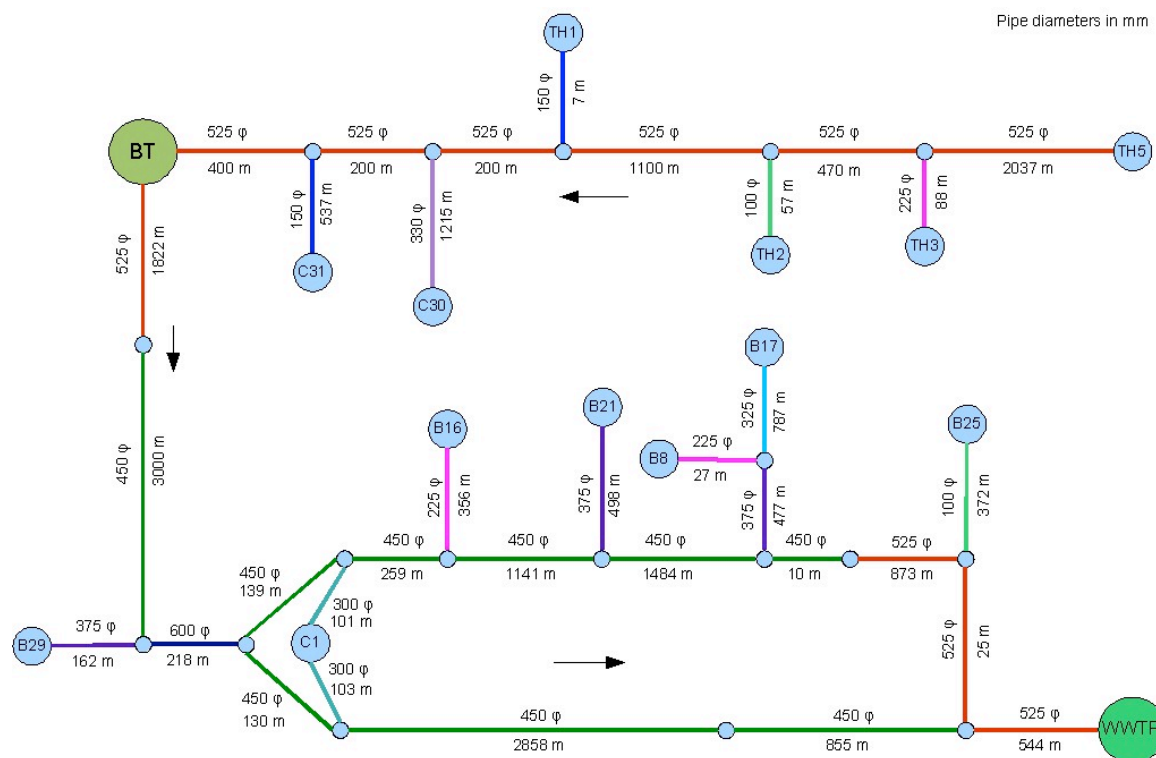 Pipe diameters in mm
TH1
150 φ
7 m
525 φ
525 φ
525 φ
525 φ
525 φ
525 φ
BT
TH5
400 m
200 m
200 m
1100 m
470 m
2037 m
150 φ
537 m
330 φ
1215 m
100 φ
57 m
225 φ
88 m
C31
C30
TH2
TH3
525 φ
1822 m
450 φ
3000 m
B17
325 φ
787 m
B16
225 φ
356 m
B21
375 φ
498 m
B8
225 φ
27 m
375 φ
477 m
B25
100 φ
372 m
450 φ
450 φ
450 φ
450 φ
525 φ
259 m
1141 m
1484 m
10 m
873 m
450 φ
139 m
300 φ
101 m
C1
300 φ
103 m
525 φ
25 m
B29
375 φ
162 m
600 φ
218 m
450 φ
130 m
450 φ
2858 m
450 φ
855 m
525 φ
544 m
WWTP